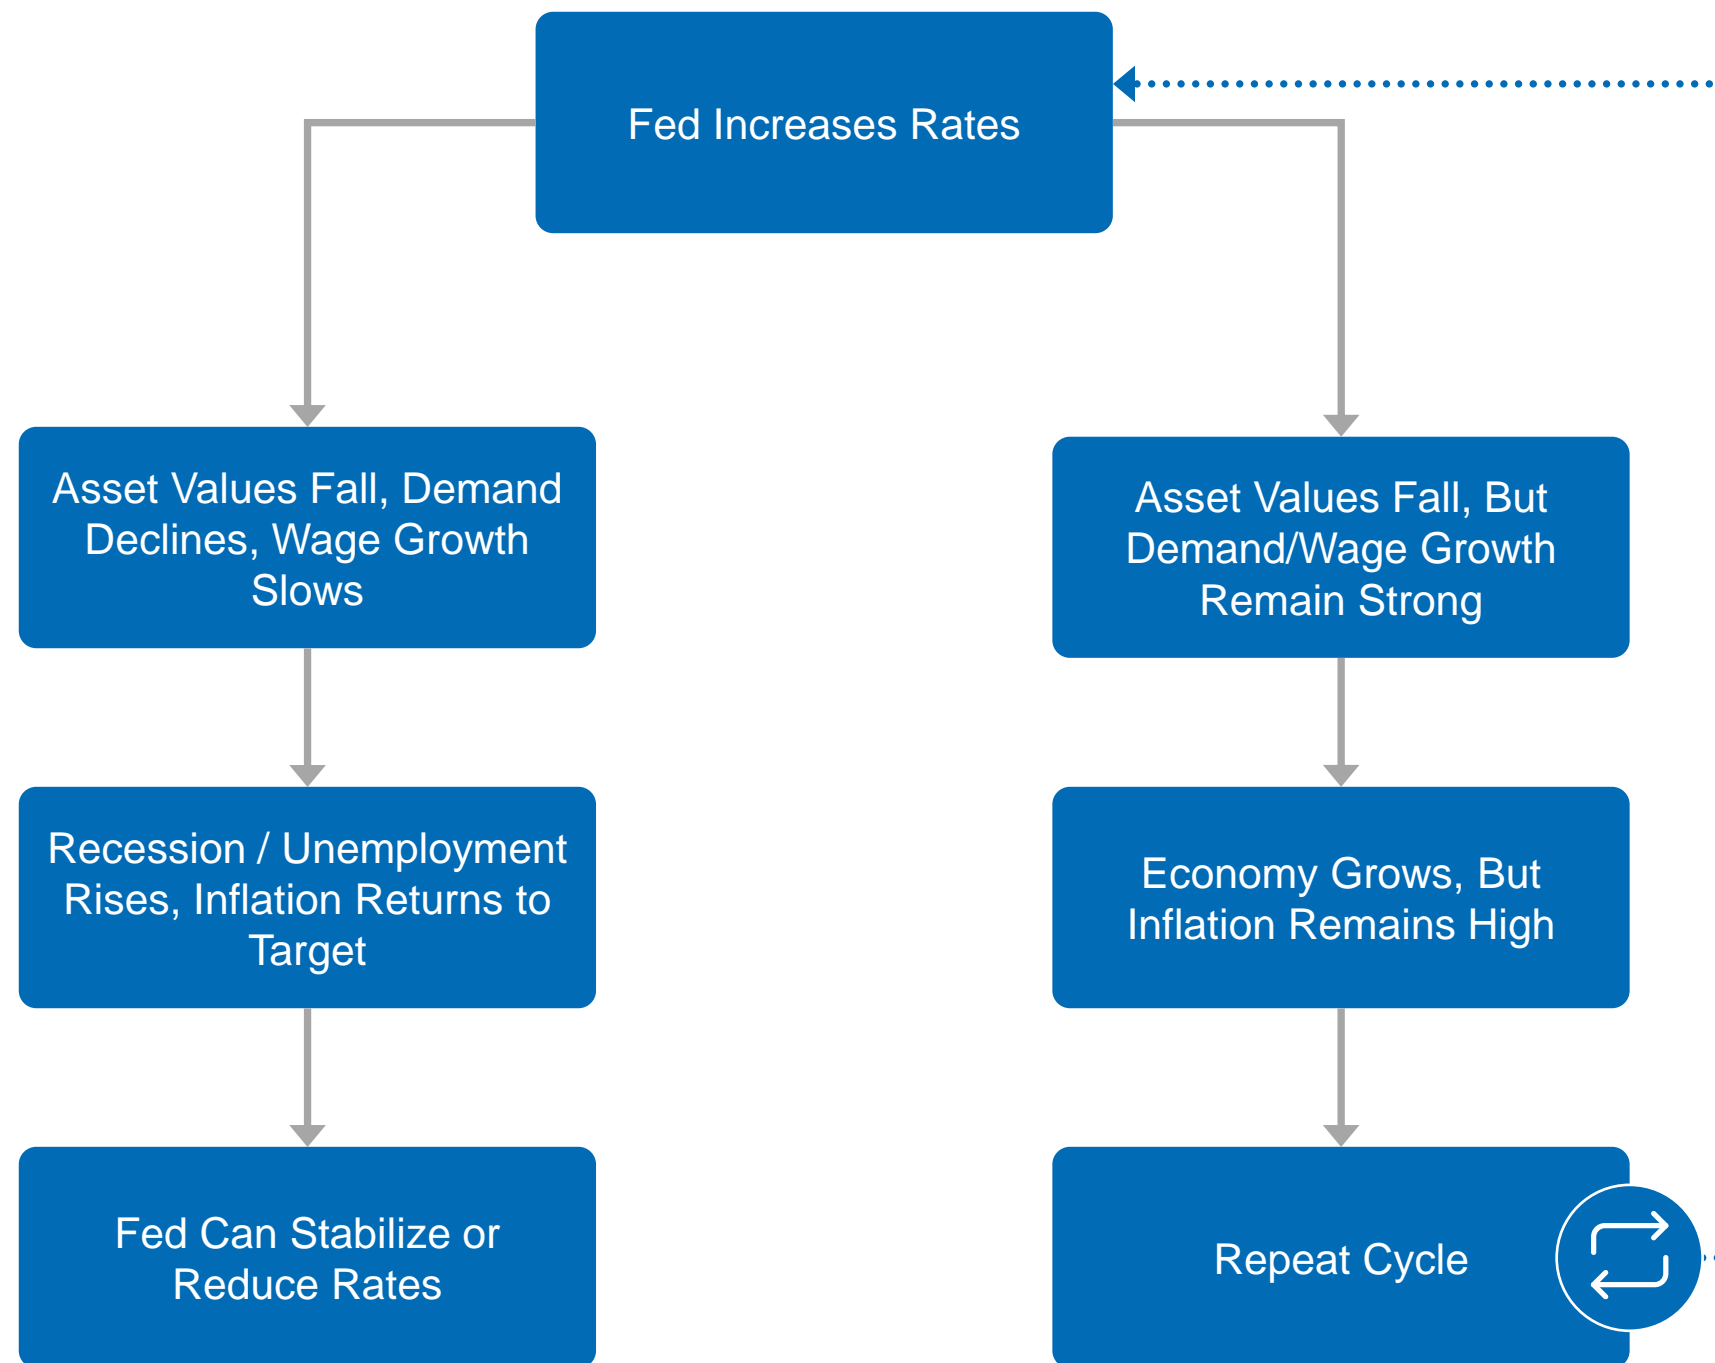 Fed Increases Rates
Asset Values Fall, Demand
Declines, Wage Growth
Slows
Asset Values Fall, But
Demand/Wage Growth
Remain Strong
Recession / Unemployment
Rises, Inflation Returns to
Target
Economy Grows, But
Inflation Remains High
Fed Can Stabilize or
Reduce Rates
Repeat Cycle